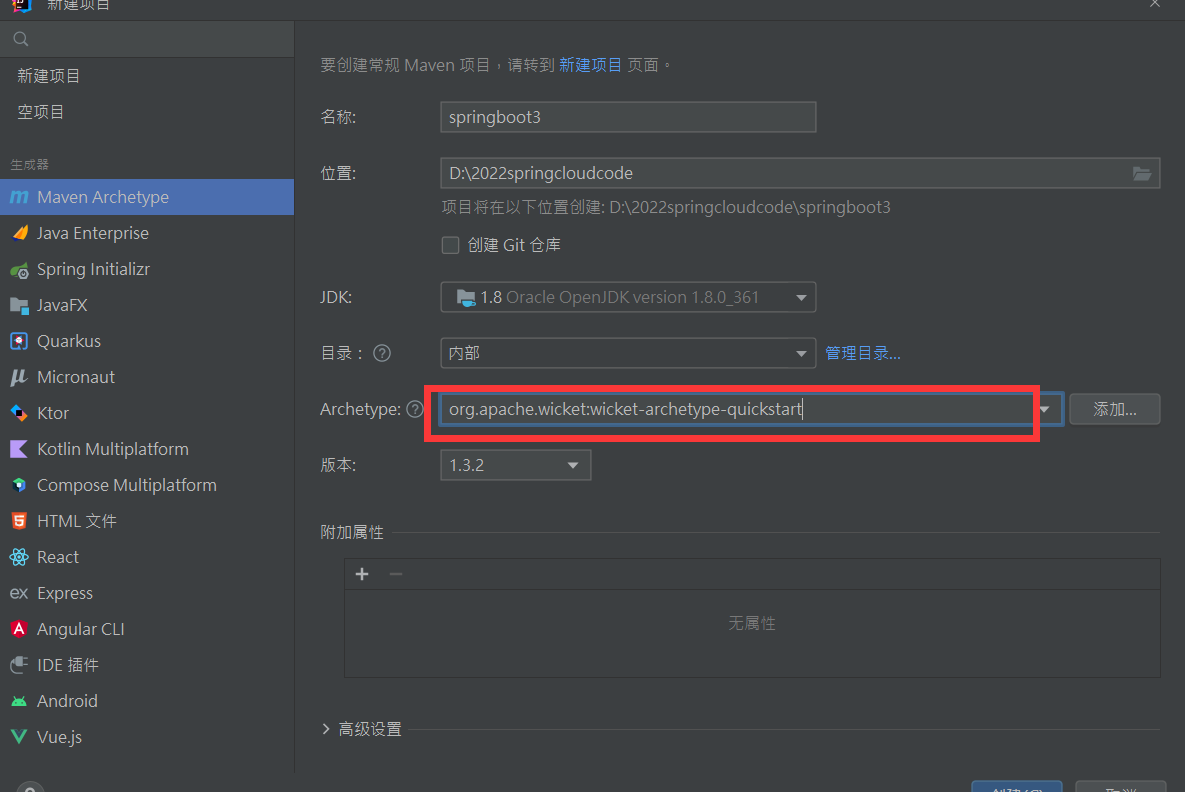 新建项目
新建项目
空项目
生成器
Maven Archetype
Java Enterprise
Spring Initializr
JavaFX
Quarkus
Micronaut
Ktor
Kotlin Multiplatform
Compose Multiplatform
HTML 文件
React
Express
Angular CLI
IDE 插件
Android
Vue.js
要创建常规 Maven 项目，请转到 新建项目 页面。
名称: springboot3
位置: D:\2022springcloudcode
项目将在以下位置创建: D:\2022springcloudcode\springboot3
创建 Git 仓库
JDK: 1.8 Oracle OpenJDK version 1.8.0_361
目录： ? 内部 管理目录...
Archetype: ? org.apache.wicket:wicket-archetype-quickstart 添加...
版本: 1.3.2
附加属性
无属性
高级设置
创建(C) 取消